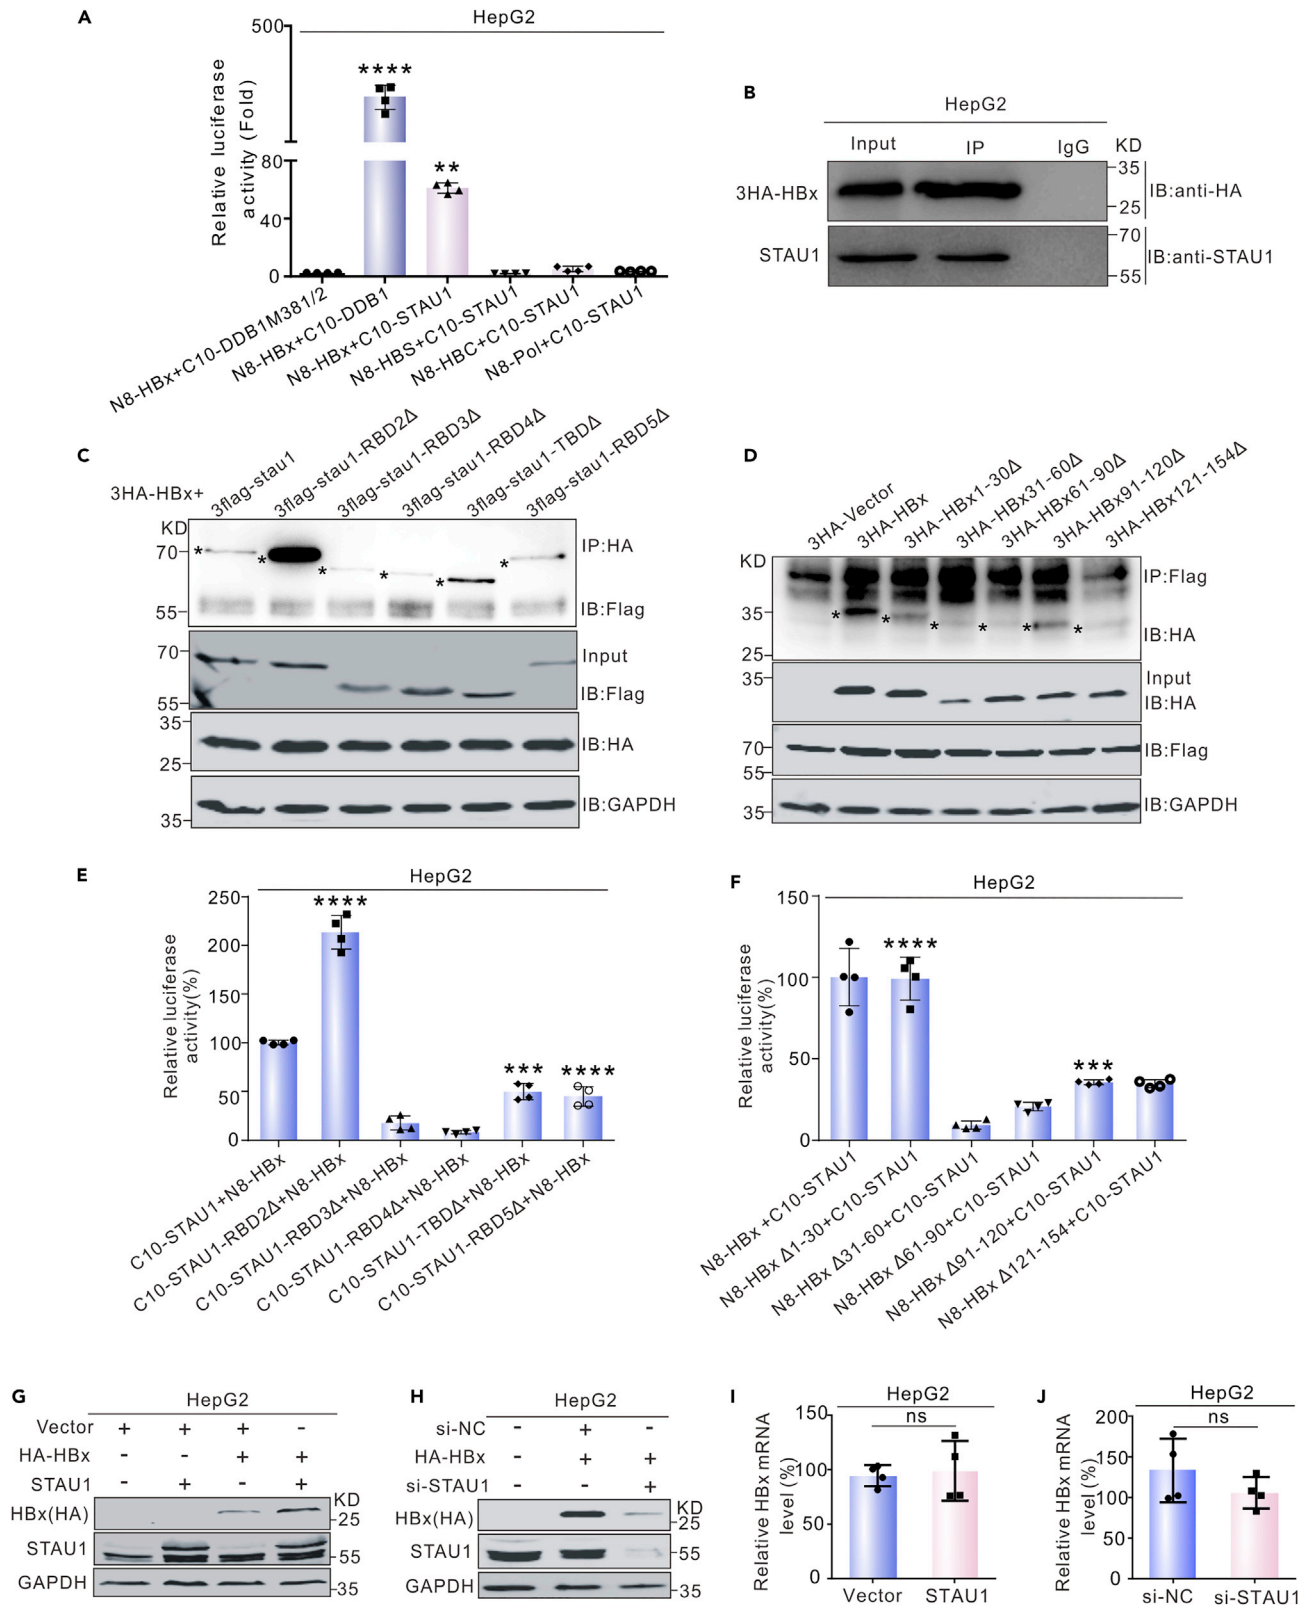 A
HepG2
500
80
40
0
Relative luciferase
activity (Fold)
****
**
N8-HBx+C10-DDB1M381/2
N8-HBx+C10-DDB1
N8-HBx+C10-STAU1
N8-HBS+C10-STAU1
N8-HBC+C10-STAU1
N8-Pol+C10-STAU1
B
HepG2
Input IP IgG KD
3HA-HBx
35
25
IB:anti-HA
STAU1
70
55
IB:anti-STAU1
C
3HA-HBx+
3flag-stau1
3flag-stau1-RBD2Δ
3flag-stau1-RBD3Δ
3flag-stau1-RBD4Δ
3flag-stau1-TBDΔ
3flag-stau1-RBD5Δ
KD
70
55
* * * * * *
IP:HA
IB:Flag
70
55
Input
IB:Flag
35
25
IB:HA
35
IB:GAPDH
D
3HA-Vector
3HA-HBx
3HA-HBx1-30Δ
3HA-HBx31-60Δ
3HA-HBx61-90Δ
3HA-HBx91-120Δ
3HA-HBx121-154Δ
KD
35
25
* * * * * *
IP:Flag
IB:HA
35
Input
IB:HA
70
55
IB:Flag
35
IB:GAPDH
E
HepG2
250
200
150
100
50
0
Relative luciferase
activity(%)
****
***
****
C10-STAU1+N8-HBx
C10-STAU1-RBD2Δ+N8-HBx
C10-STAU1-RBD3Δ+N8-HBx
C10-STAU1-RBD4Δ+N8-HBx
C10-STAU1-TBDΔ+N8-HBx
C10-STAU1-RBD5Δ+N8-HBx
F
HepG2
150
100
50
0
Relative luciferase
activity(%)
****
***
N8-HBx +C10-STAU1
N8-HBx Δ1-30+C10-STAU1
N8-HBx Δ31-60+C10-STAU1
N8-HBx Δ61-90+C10-STAU1
N8-HBx Δ91-120+C10-STAU1
N8-HBx Δ121-154+C10-STAU1
G
HepG2
Vector + + + -
HA-HBx - - + +
STAU1 - + - +
KD
HBx(HA) 25
STAU1 55
GAPDH 35
H
HepG2
si-NC - + -
HA-HBx - + +
si-STAU1 - - +
KD
HBx(HA) 25
STAU1 55
GAPDH 35
I
HepG2
ns
150
100
50
0
Relative HBx mRNA
level (%)
Vector STAU1
J
HepG2
ns
200
150
100
50
0
Relative HBx mRNA
level (%)
si-NC si-STAU1